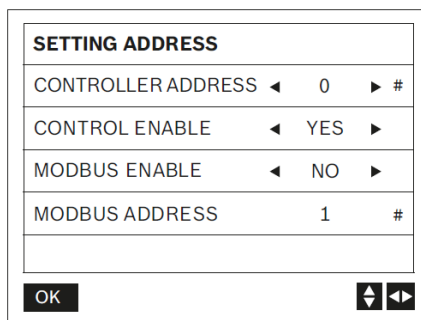 SETTING ADDRESS
CONTROLLER ADDRESS ◄ 0 ► #
CONTROL ENABLE ◄ YES ►
MODBUS ENABLE ◄ NO ►
MODBUS ADDRESS 1 #
OK